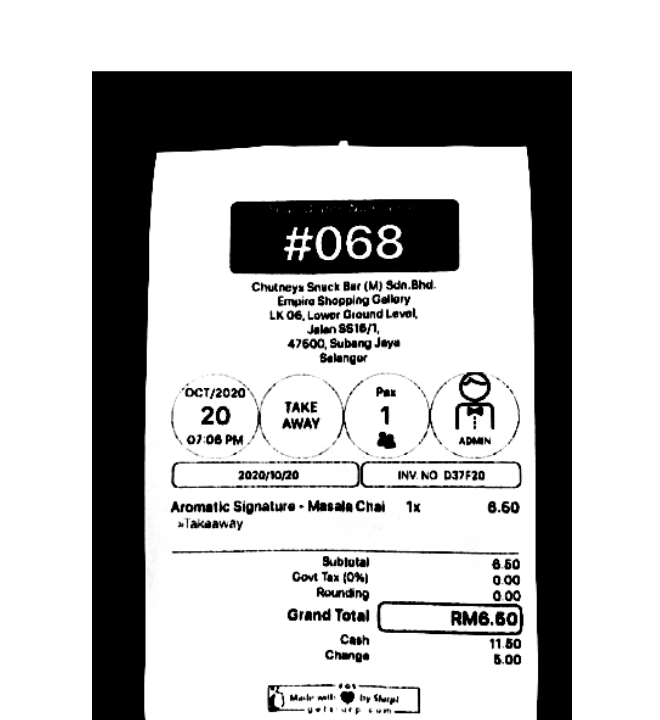 #068
Chutneys Snack Bar (M) Sdn.Bhd.
Empire Shopping Gallery
LK 06, Lower Ground Level,
Jalan SS16/1,
47500, Subang Jaya
Selangor
OCT/2020
20
07:06 PM
TAKE
AWAY
Pax
1
ADMIN
2020/10/20
INV. NO D37F20
Aromatic Signature - Masala Chai 1x 6.50
»Takeaway
Subtotal 6.50
Govt Tax (0%) 0.00
Rounding 0.00
Grand Total RM6.50
Cash 11.50
Change 5.00
Made with by Slurp!
getslurp.com